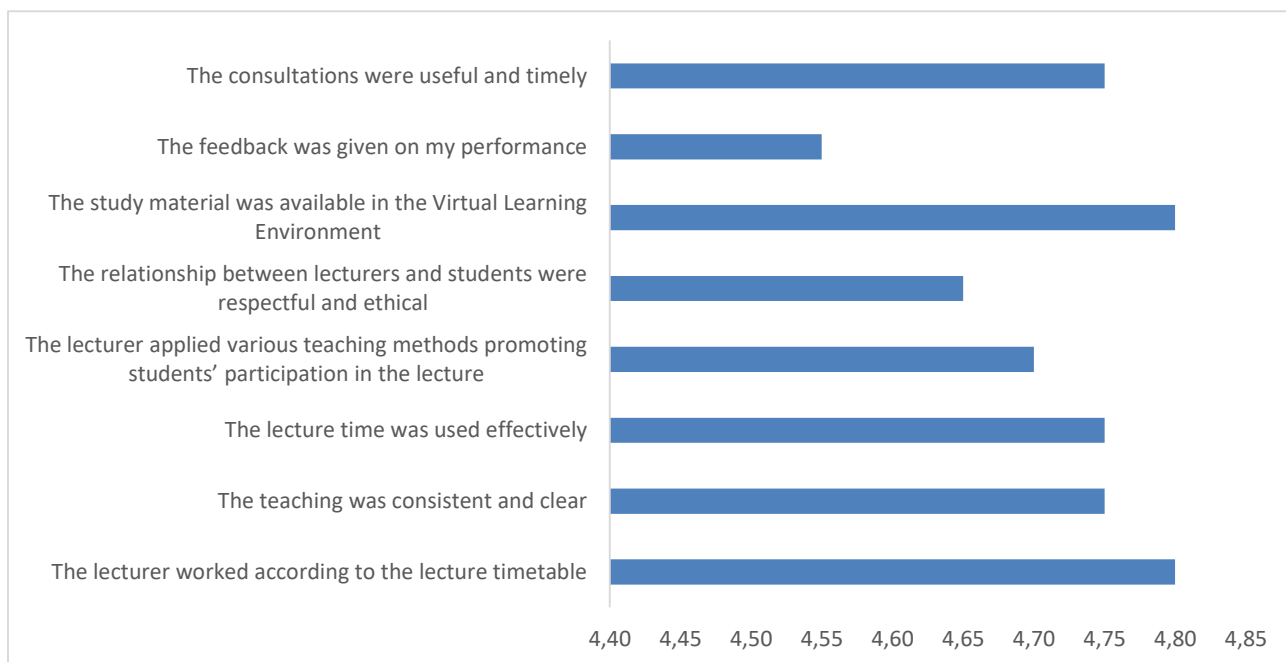 The consultations were useful and timely
The feedback was given on my performance
The study material was available in the Virtual Learning
Environment
The relationship between lecturers and students were
respectful and ethical
The lecturer applied various teaching methods promoting
students’ participation in the lecture
The lecture time was used effectively
The teaching was consistent and clear
The lecturer worked according to the lecture timetable
4,40 4,45 4,50 4,55 4,60 4,65 4,70 4,75 4,80 4,85